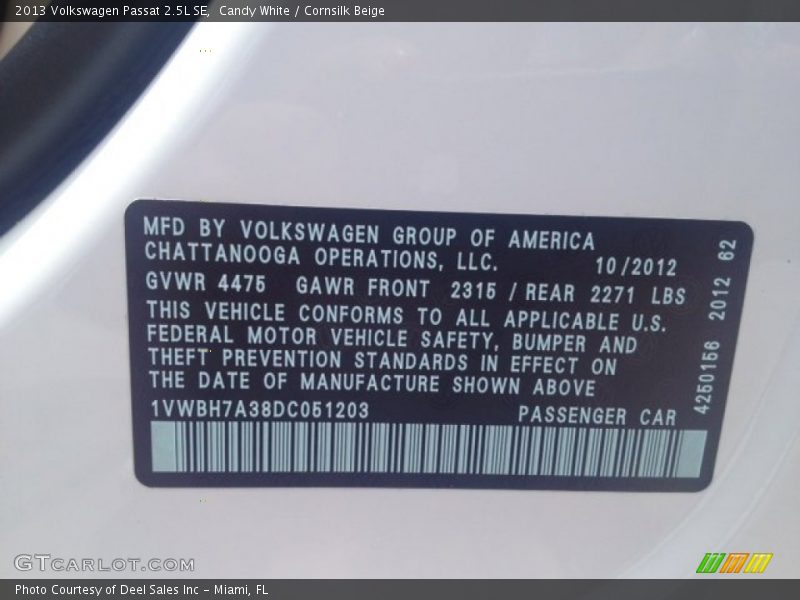 2013 Volkswagen Passat 2.5L SE, Candy White / Cornsilk Beige
MFD BY VOLKSWAGEN GROUP OF AMERICA
CHATTANOOGA OPERATIONS, LLC. 10/2012
GVWR 4475 GAWR FRONT 2315 / REAR 2271 LBS
THIS VEHICLE CONFORMS TO ALL APPLICABLE U.S.
FEDERAL MOTOR VEHICLE SAFETY, BUMPER AND
THEFT PREVENTION STANDARDS IN EFFECT ON
THE DATE OF MANUFACTURE SHOWN ABOVE
1VWBH7A38DC051203 PASSENGER CAR
4250156 2012 62
GTCARLOT.COM
Photo Courtesy of Deel Sales Inc - Miami, FL